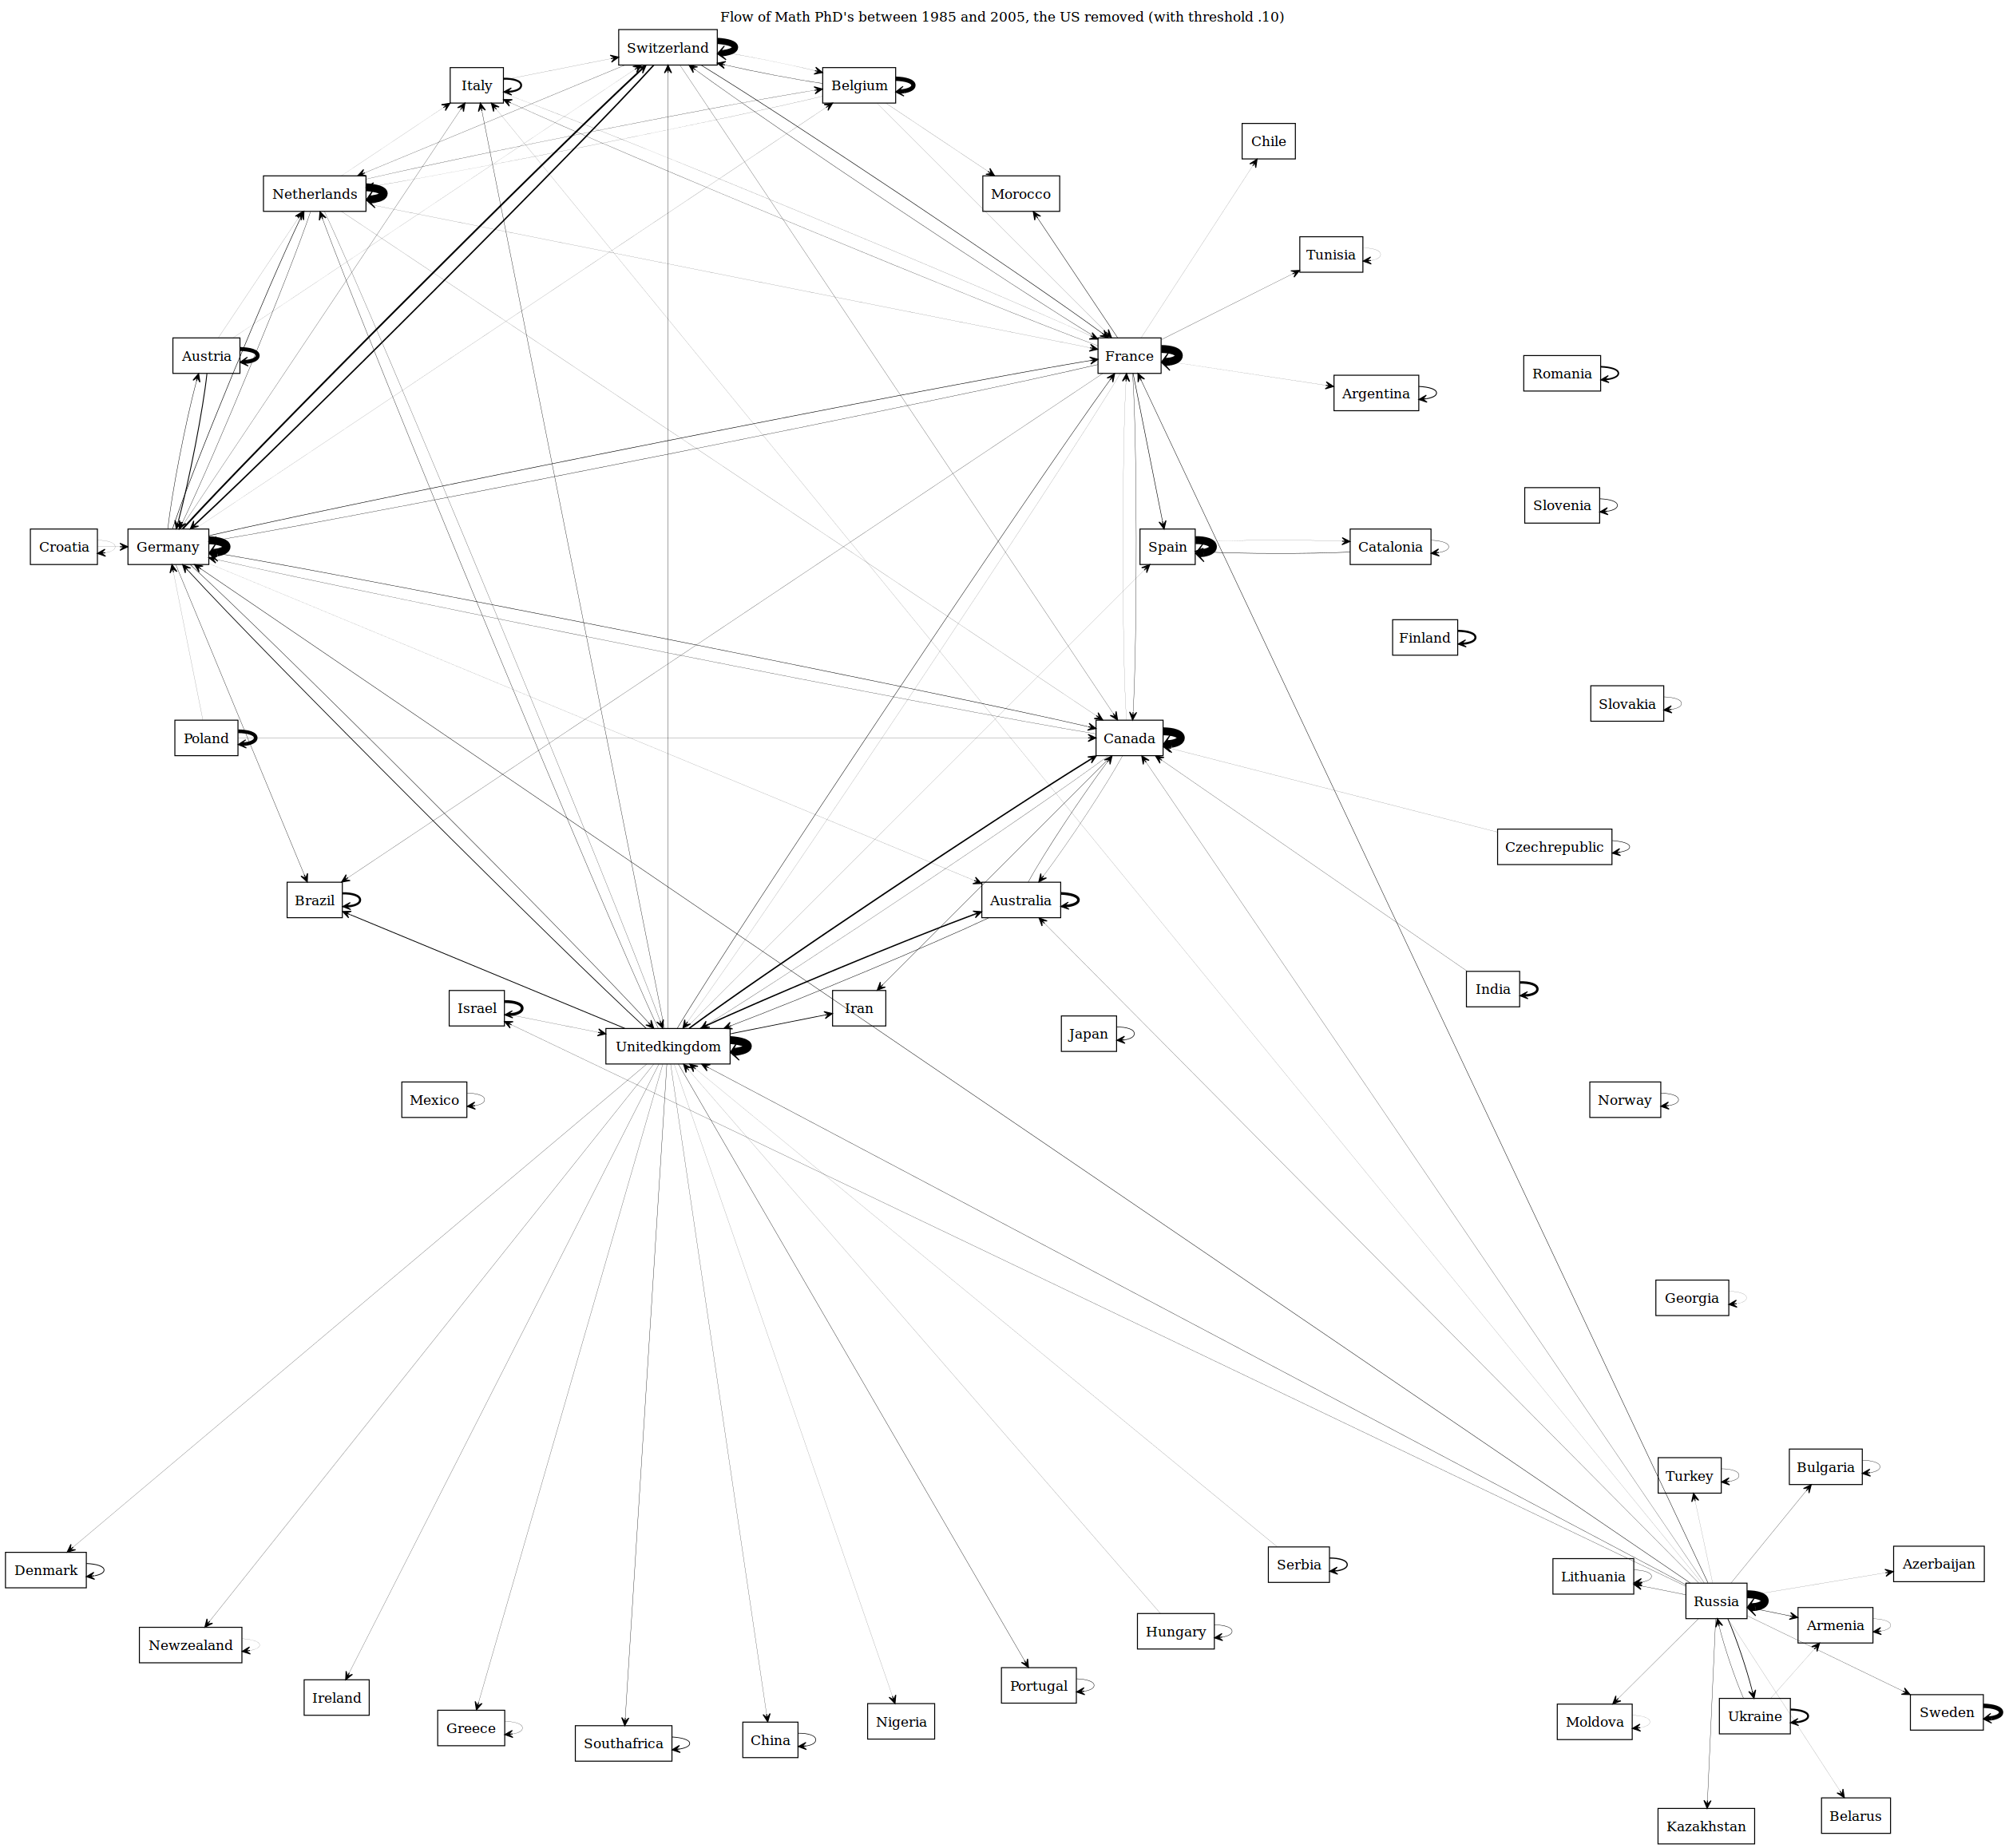 Flow of Math PhD's between 1985 and 2005, the US removed (with threshold .10)
Switzerland
Italy
Belgium
Chile
Netherlands
Morocco
Tunisia
Austria
France
Romania
Argentina
Slovenia
Croatia
Germany
Spain
Catalonia
Finland
Slovakia
Poland
Canada
Czechrepublic
Brazil
Australia
India
Israel
Iran
Japan
Unitedkingdom
Mexico
Norway
Georgia
Bulgaria
Turkey
Denmark
Serbia
Lithuania
Azerbaijan
Russia
Newzealand
Hungary
Armenia
Ireland
Portugal
Greece
Nigeria
Moldova
Ukraine
Sweden
Southafrica
China
Kazakhstan
Belarus